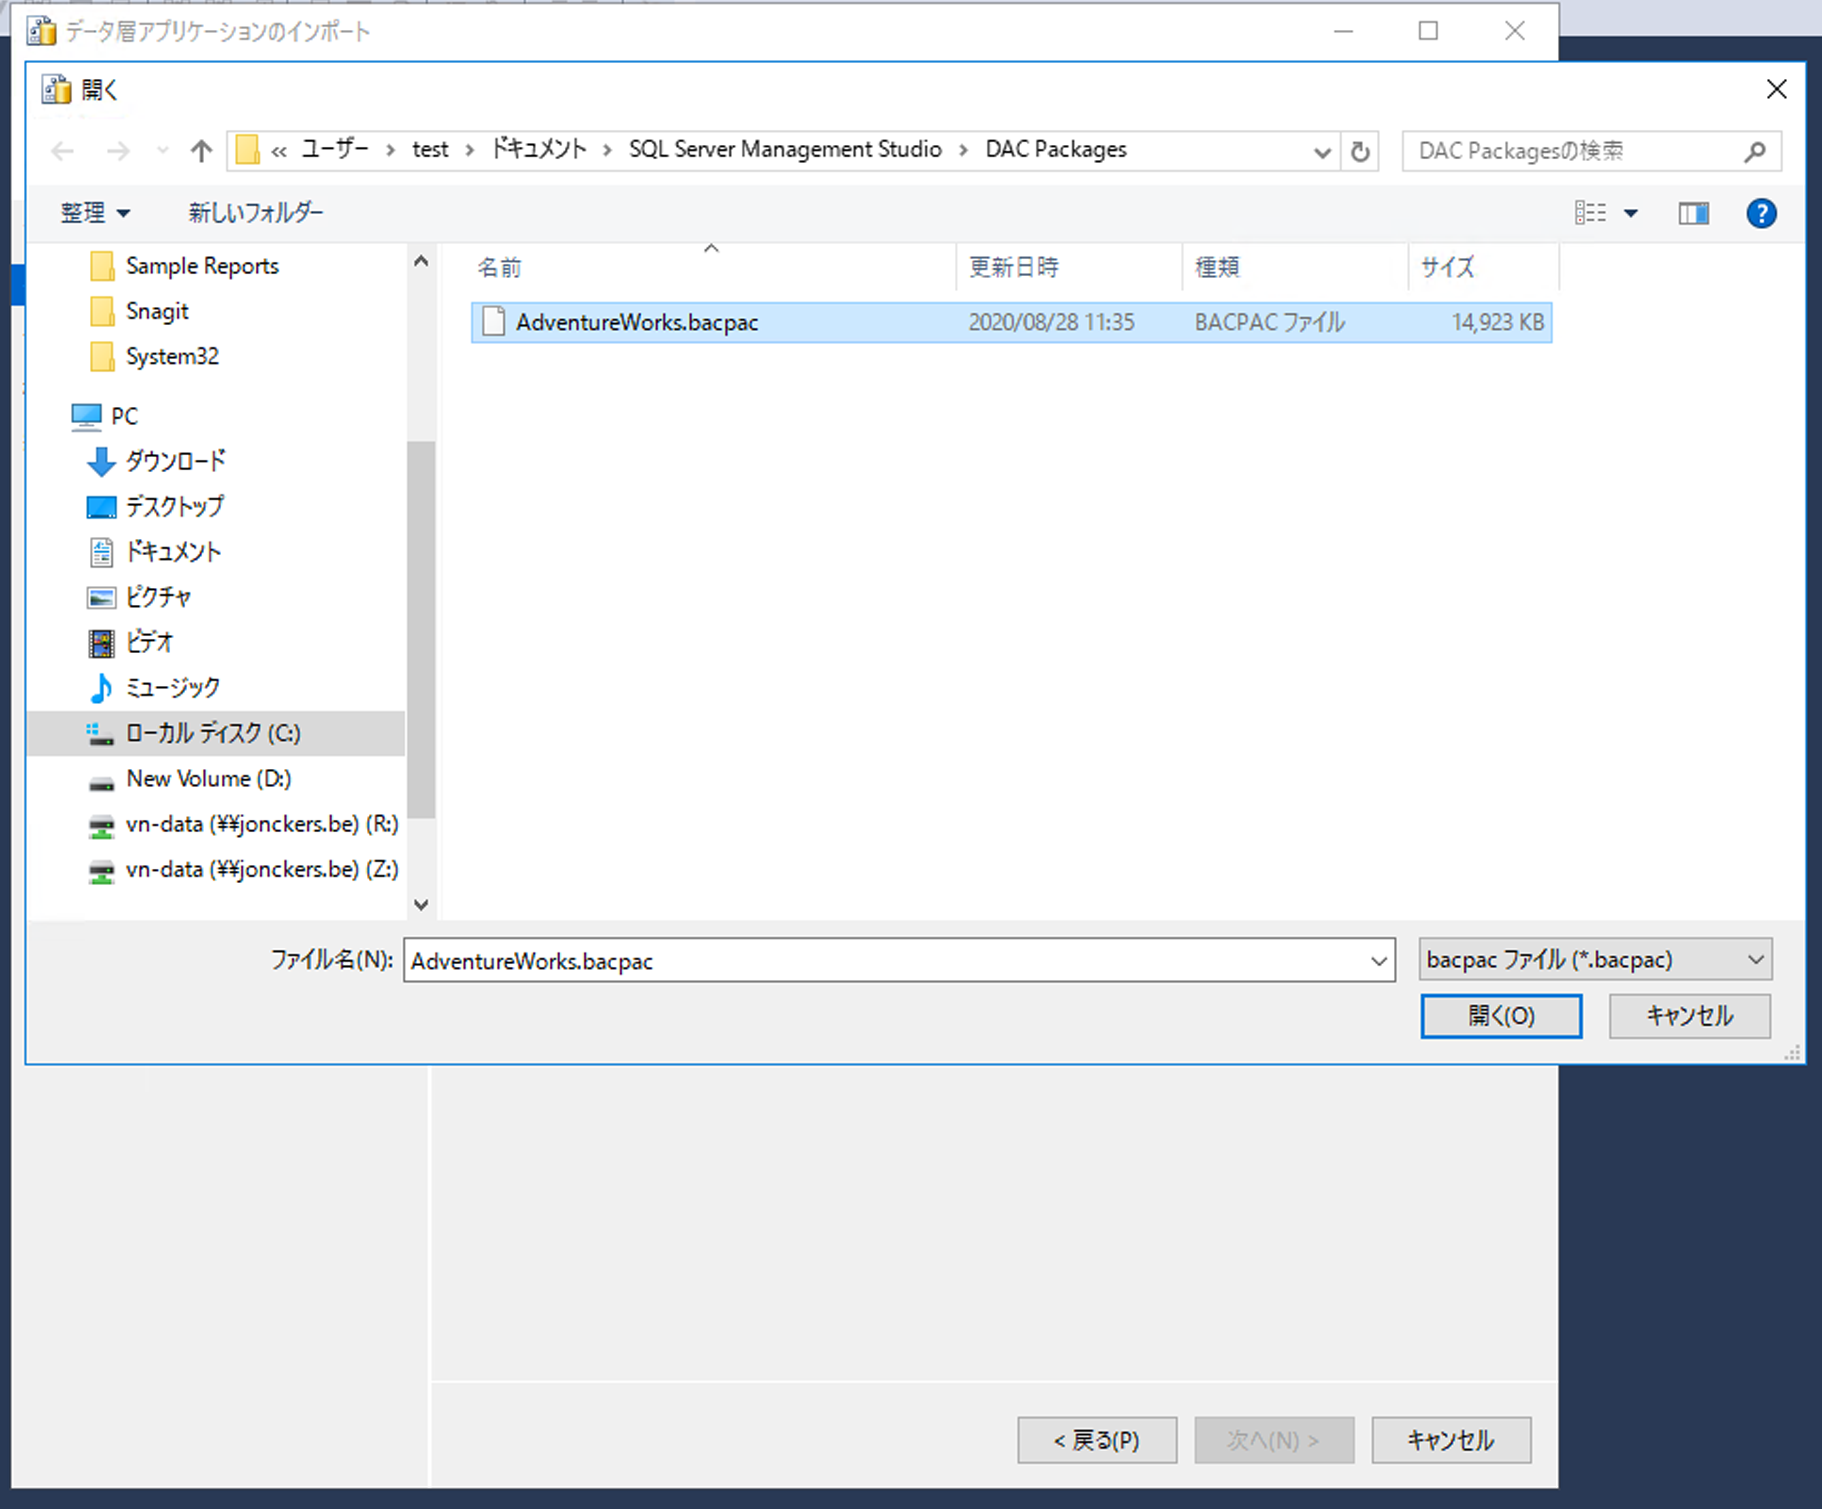 データ層アプリケーションのインポート
開く
« ユーザー › test › ドキュメント › SQL Server Management Studio › DAC Packages
DAC Packagesの検索
整理
新しいフォルダー
?
Sample Reports
Snagit
System32
PC
ダウンロード
デスクトップ
ドキュメント
ピクチャ
ビデオ
ミュージック
ローカル ディスク (C:)
New Volume (D:)
vn-data (¥¥jonckers.be) (R:)
vn-data (¥¥jonckers.be) (Z:)
名前 更新日時 種類 サイズ
AdventureWorks.bacpac 2020/08/28 11:35 BACPAC ファイル 14,923 KB
ファイル名(N): AdventureWorks.bacpac
bacpac ファイル (*.bacpac)
開く(O) キャンセル
< 戻る(P) 次へ(N) > キャンセル